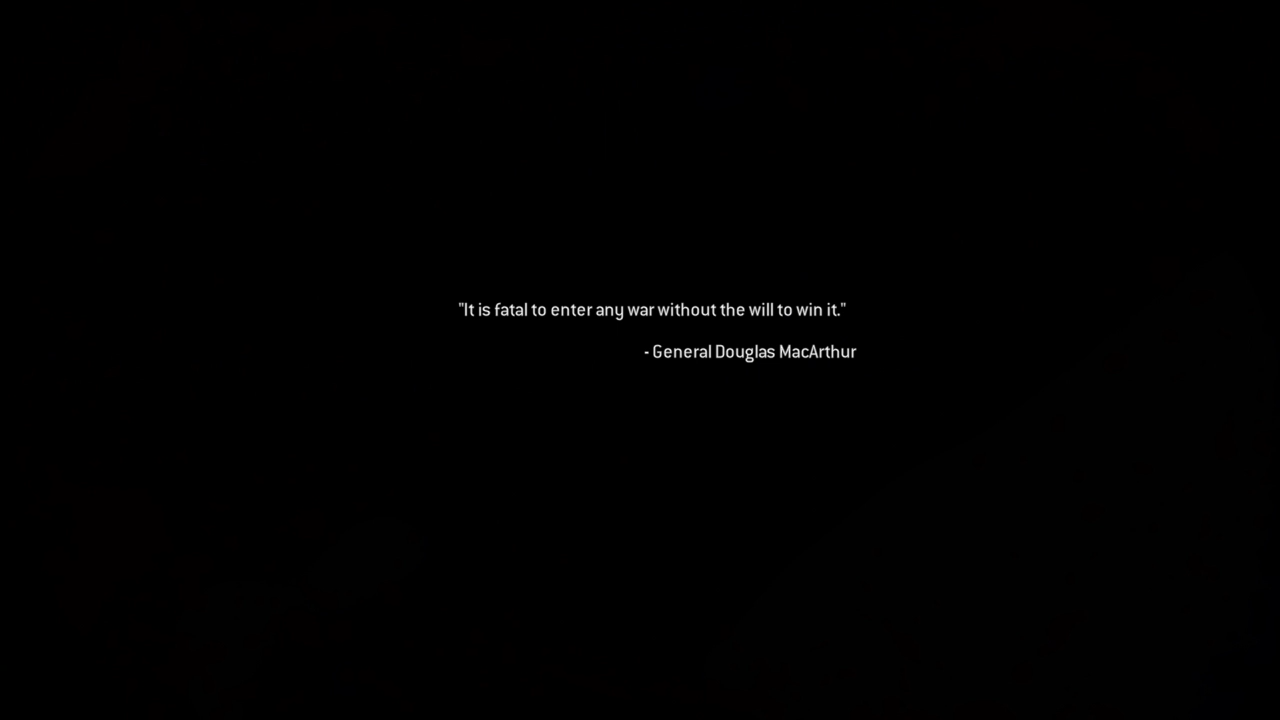 "It is fatal to enter any war without the will to win it."
- General Douglas MacArthur